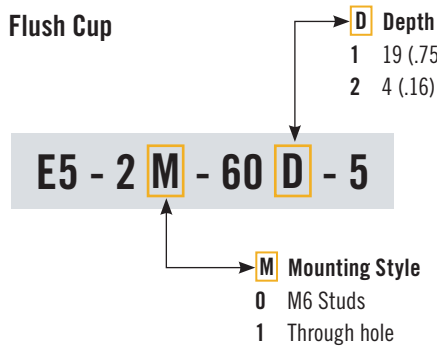 Flush Cup
D Depth
1 19 (.75
2 4 (.16)
E5 - 2 M - 60 D - 5
M Mounting Style
0 M6 Studs
1 Through hole